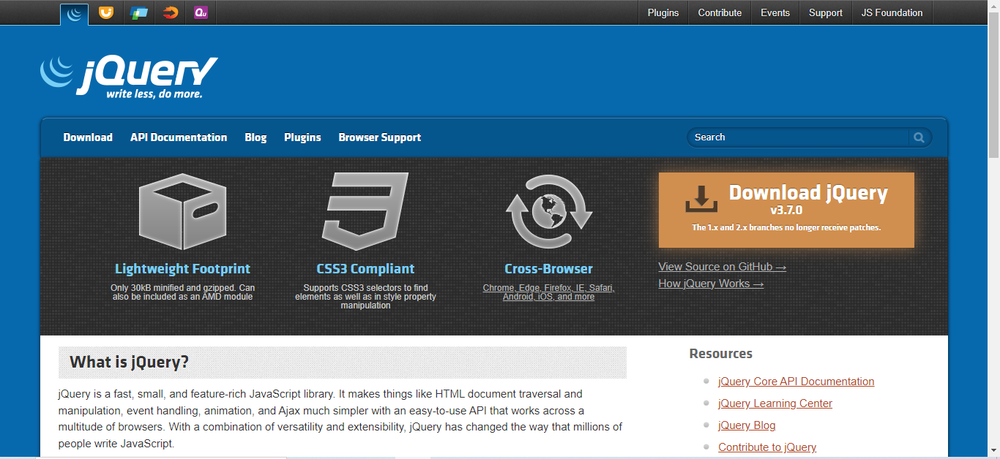 Qu
Plugins Contribute Events Support JS Foundation
jQuery
write less, do more.
Download API Documentation Blog Plugins Browser Support
Search
Lightweight Footprint
Only 30kB minified and gzipped. Can
also be included as an AMD module
CSS3 Compliant
Supports CSS3 selectors to find
elements as well as in style property
manipulation
Cross-Browser
Chrome, Edge, Firefox, IE, Safari,
Android, iOS, and more
Download jQuery
v3.7.0
The 1.x and 2.x branches no longer receive patches.
View Source on GitHub →
How jQuery Works →
What is jQuery?
jQuery is a fast, small, and feature-rich JavaScript library. It makes things like HTML document traversal and
manipulation, event handling, animation, and Ajax much simpler with an easy-to-use API that works across a
multitude of browsers. With a combination of versatility and extensibility, jQuery has changed the way that millions of
people write JavaScript.
Resources
jQuery Core API Documentation
jQuery Learning Center
jQuery Blog
Contribute to jQuery